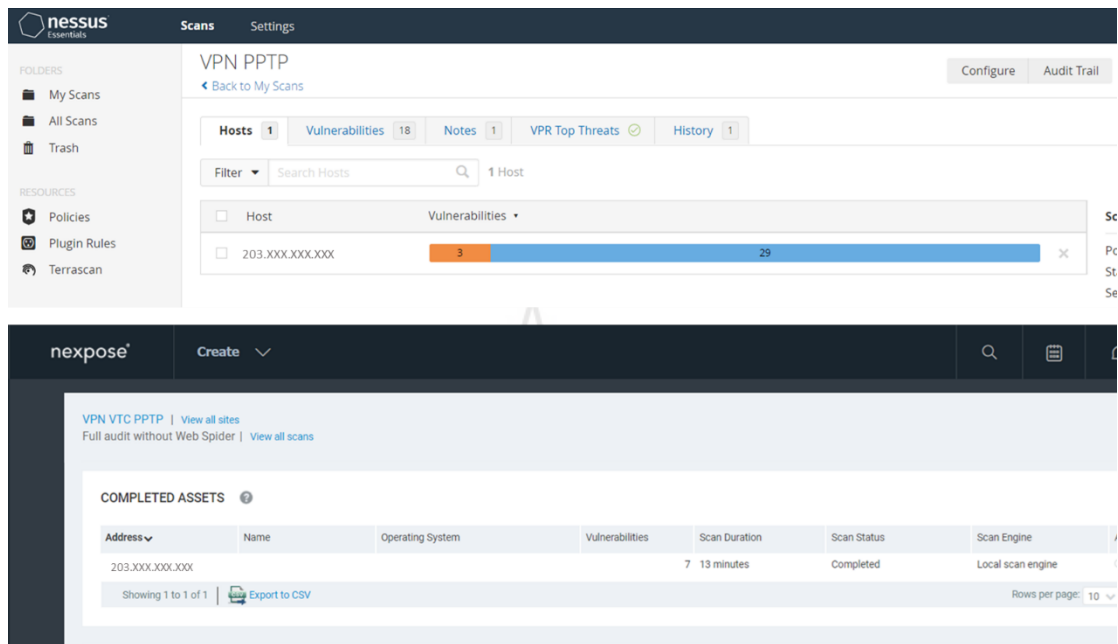 nessus
Essentials
Scans Settings
FOLDERS
My Scans
All Scans
Trash
RESOURCES
Policies
Plugin Rules
Terrascan
VPN PPTP
Back to My Scans
Configure Audit Trail
Hosts 1 Vulnerabilities 18 Notes 1 VPR Top Threats History 1
Filter Search Hosts 1 Host
Host Vulnerabilities
203.XXX.XXX.XXX 3 29
nexpose
Create
VPN VTC PPTP | View all sites
Full audit without Web Spider | View all scans
COMPLETED ASSETS
Address Name Operating System Vulnerabilities Scan Duration Scan Status Scan Engine
203.XXX.XXX.XXX 7 13 minutes Completed Local scan engine
Showing 1 to 1 of 1 Export to CSV Rows per page: 10